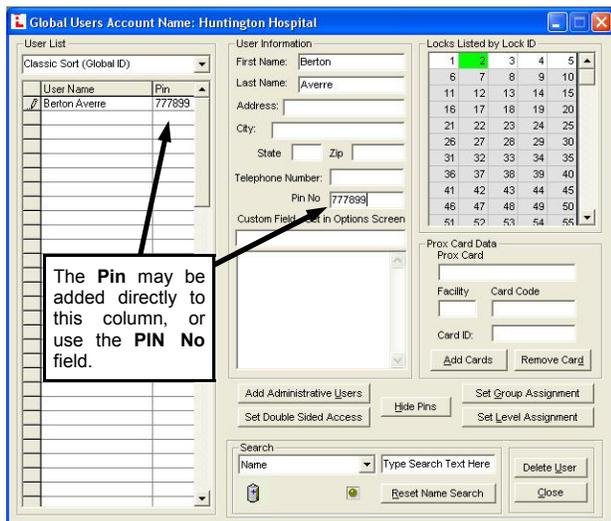 Global Users Account Name: Huntington Hospital
User List
Classic Sort (Global ID)
User Name Pin
Berton Averre 777899
The Pin may be
added directly to
this column, or
use the PIN No
field.
User Information
First Name: Berton
Last Name: Averre
Address:
City:
State Zip
Telephone Number:
Pin No 777899
in Options Screen
Custom Field
Locks Listed by Lock ID
1 2 3 4 5
6 7 8 9 10
11 12 13 14 15
16 17 18 19 20
21 22 23 24 25
26 27 28 29 30
31 32 33 34 35
36 37 38 39 40
41 42 43 44 45
46 47 48 49 50
51 52 53 54 55
Prox Card Data
Prox Card
Facility Card Code
Card ID:
Add Cards Remove Card
Add Administrative Users
Set Double Sided Access
Hide Pins
Set Group Assignment
Set Level Assignment
Search
Name Type Search Text Here
Reset Name Search
Delete User
Close